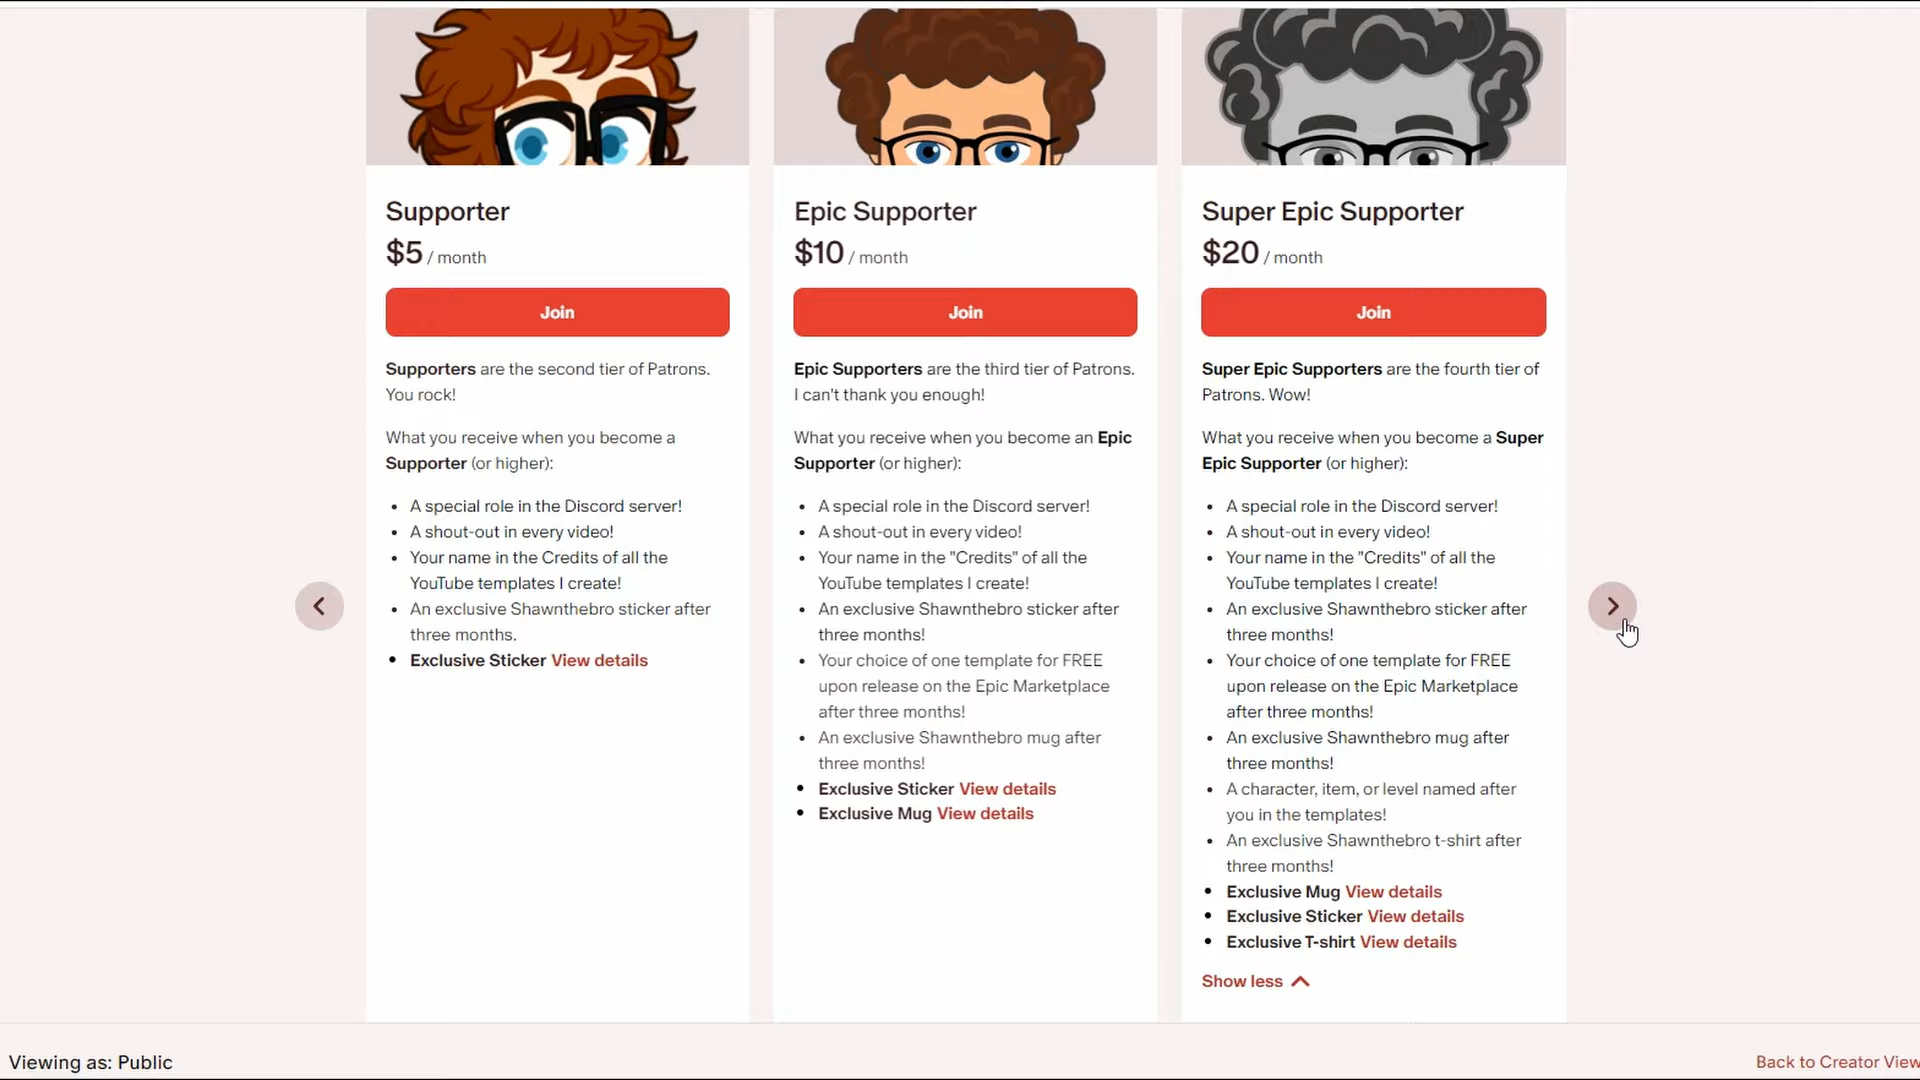 Supporter
$5 / month
Join
Supporters are the second tier of Patrons.
You rock!
What you receive when you become a
Supporter (or higher):
• A special role in the Discord server!
• A shout-out in every video!
• Your name in the Credits of all the
YouTube templates I create!
• An exclusive Shawnthebro sticker after
three months.
• Exclusive Sticker View details
Epic Supporter
$10 / month
Join
Epic Supporters are the third tier of Patrons.
I can't thank you enough!
What you receive when you become an Epic
Supporter (or higher):
• A special role in the Discord server!
• A shout-out in every video!
• Your name in the "Credits" of all the
YouTube templates I create!
• An exclusive Shawnthebro sticker after
three months!
• Your choice of one template for FREE
upon release on the Epic Marketplace
after three months!
• An exclusive Shawnthebro mug after
three months!
• Exclusive Sticker View details
• Exclusive Mug View details
Super Epic Supporter
$20 / month
Join
Super Epic Supporters are the fourth tier of
Patrons. Wow!
What you receive when you become a Super
Epic Supporter (or higher):
• A special role in the Discord server!
• A shout-out in every video!
• Your name in the "Credits" of all the
YouTube templates I create!
• An exclusive Shawnthebro sticker after
three months!
• Your choice of one template for FREE
upon release on the Epic Marketplace
after three months!
• An exclusive Shawnthebro mug after
three months!
• A character, item, or level named after
you in the templates!
• An exclusive Shawnthebro t-shirt after
three months!
• Exclusive Mug View details
• Exclusive Sticker View details
• Exclusive T-shirt View details
Show less
Viewing as: Public
Back to Creator View